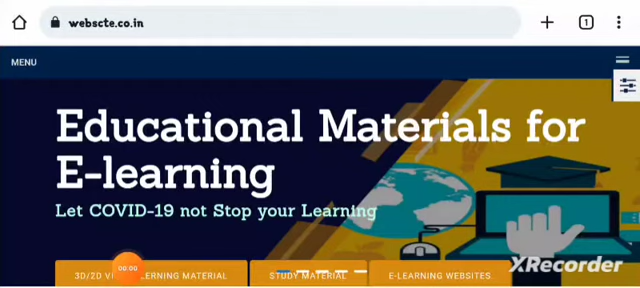 webscte.co.in
1
MENU
Educational Materials for
E-learning
Let COVID-19 not Stop your Learning
3D/2D V
ERNING MATERIAL
STUDY MATERIAL
E-LEARNING WEBSITES
00:00
XRecorder